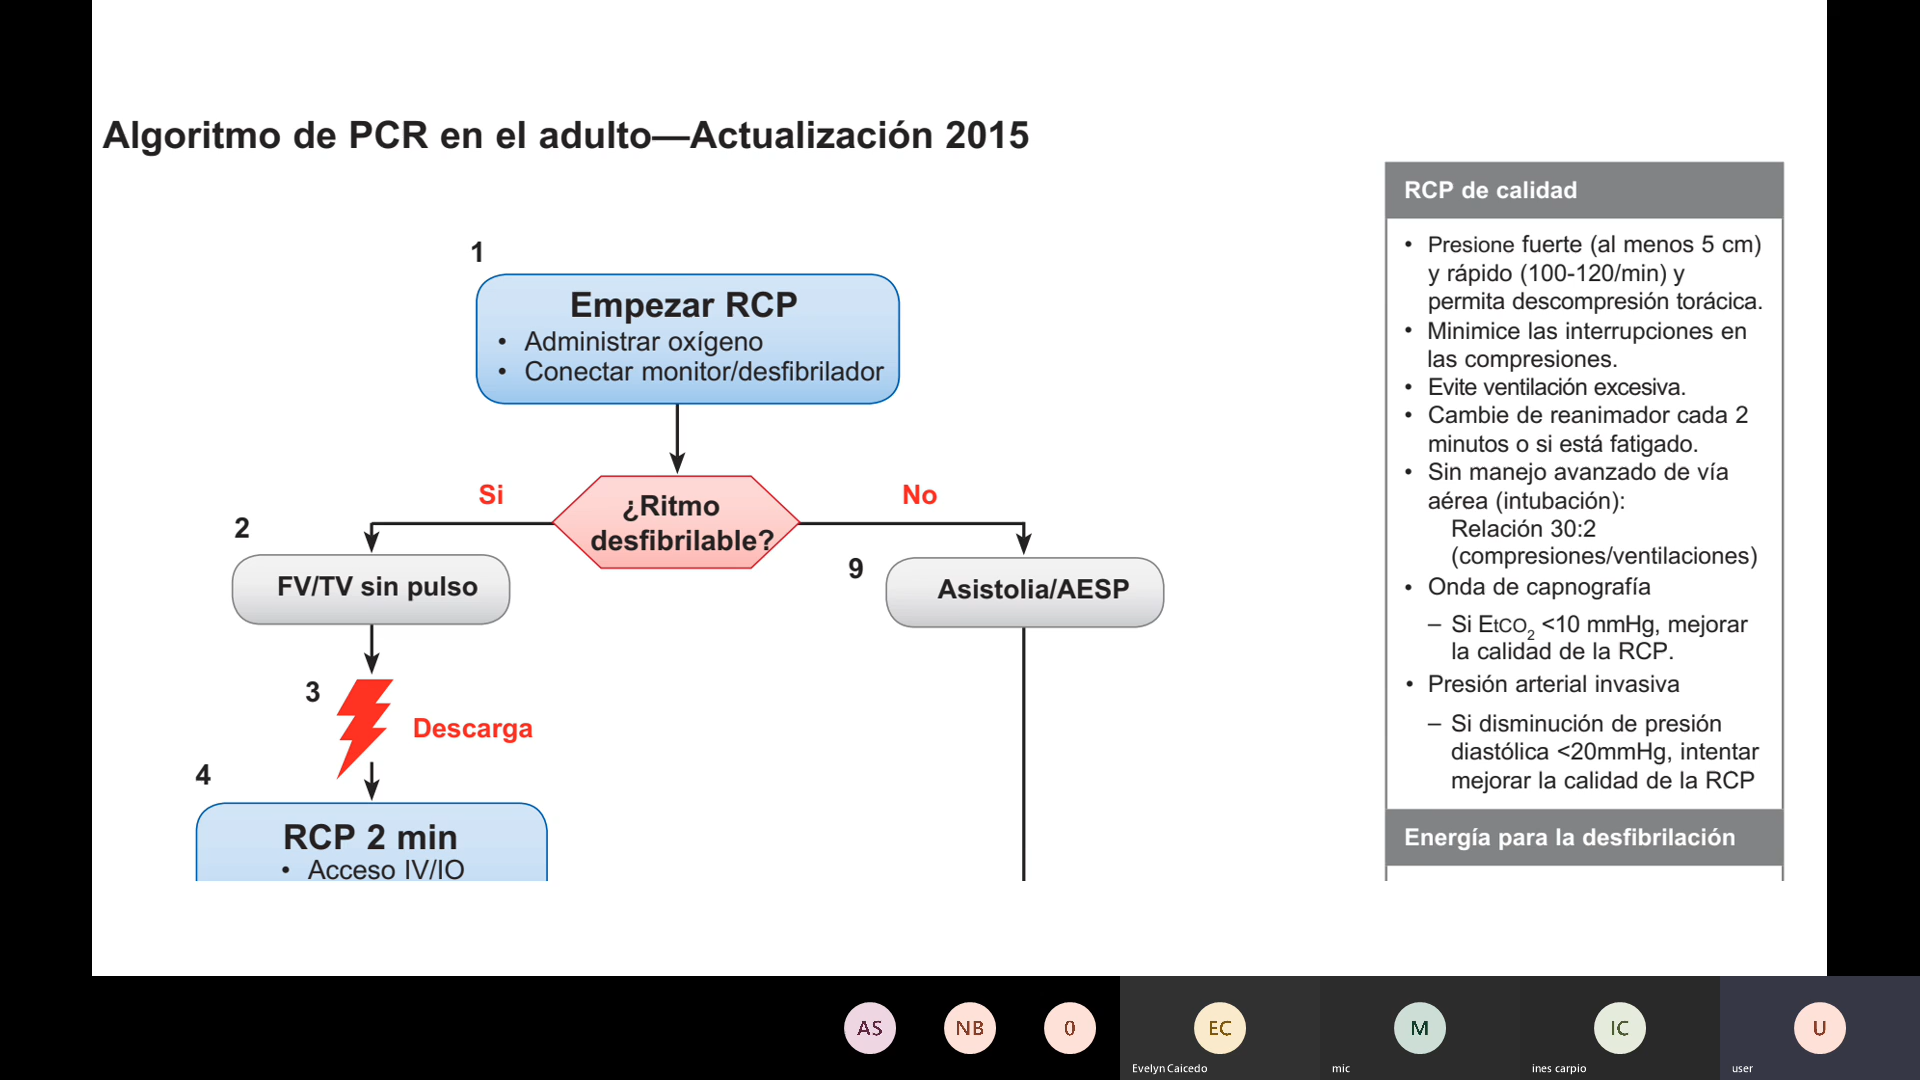 Algoritmo de PCR en el adulto—Actualización 2015
1
Empezar RCP
• Administrar oxígeno
• Conectar monitor/desfibrilador
¿Ritmo
desfibrilable?
Si
No
2
FV/TV sin pulso
9
Asistolia/AESP
3
Descarga
4
RCP 2 min
• Acceso IV/IO
RCP de calidad
• Presione fuerte (al menos 5 cm)
y rápido (100-120/min) y
permita descompresión torácica.
• Minimice las interrupciones en
las compresiones.
• Evite ventilación excesiva.
• Cambie de reanimador cada 2
minutos o si está fatigado.
• Sin manejo avanzado de vía
aérea (intubación):
Relación 30:2
(compresiones/ventilaciones)
• Onda de capnografía
– Si EtCO2 <10 mmHg, mejorar
la calidad de la RCP.
• Presión arterial invasiva
– Si disminución de presión
diastólica <20mmHg, intentar
mejorar la calidad de la RCP
Energía para la desfibrilación
AS
NB
0
EC
Evelyn Caicedo
M
mic
IC
ines carpio
U
user